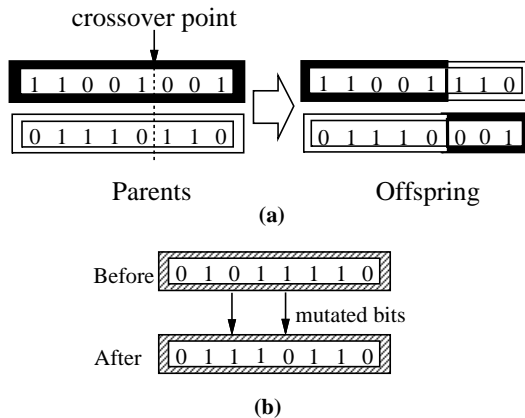 crossover point
1 1 0 0 1 0 0 1
1 1 0 0 1 1 1 0
0 1 1 1 0 1 1 0
0 1 1 1 0 0 0 1
Parents
Offspring
(a)
Before
0 1 0 1 1 1 1 0
mutated bits
After
0 1 1 1 0 1 1 0
(b)